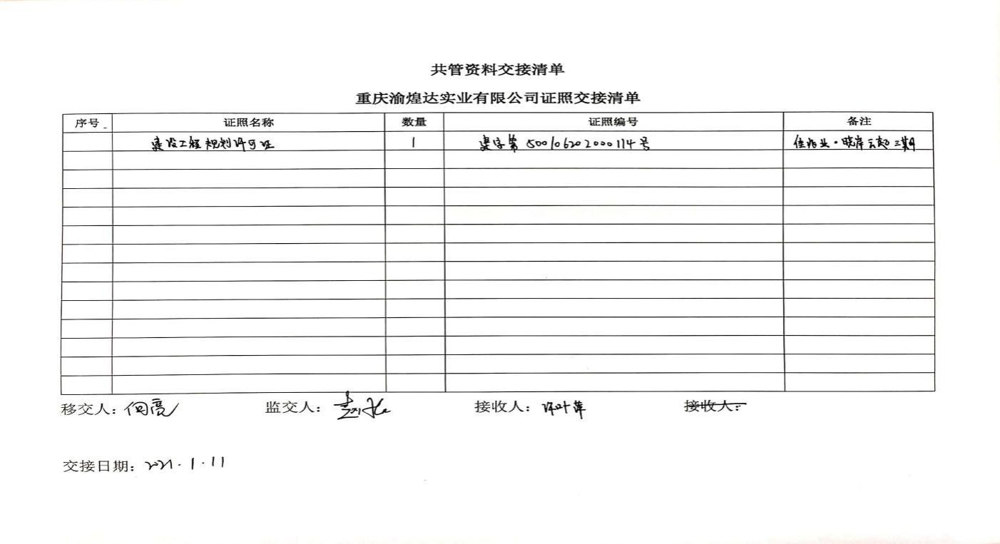 共管资料交接清单
重庆渝煌达实业有限公司证照交接清单
序号 证照名称 数量 证照编号 备注
建设工程规划许可证 1 建字第500106202000114号 佳兆业·晓岸云起三期
移交人：向亮 监交人： 接收人：许叶萍 接收人：
交接日期：2021.1.11